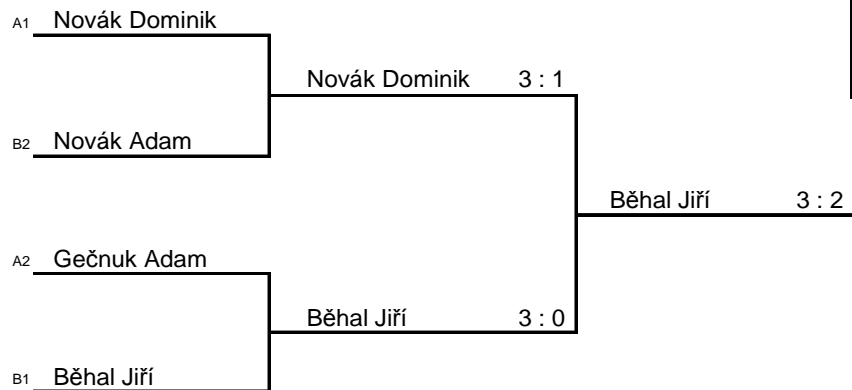 A1 Novák Dominik
Novák Dominik 3 : 1
B2 Novák Adam
Běhal Jiří 3 : 2
A2 Gečnuk Adam
Běhal Jiří 3 : 0
B1 Běhal Jiří